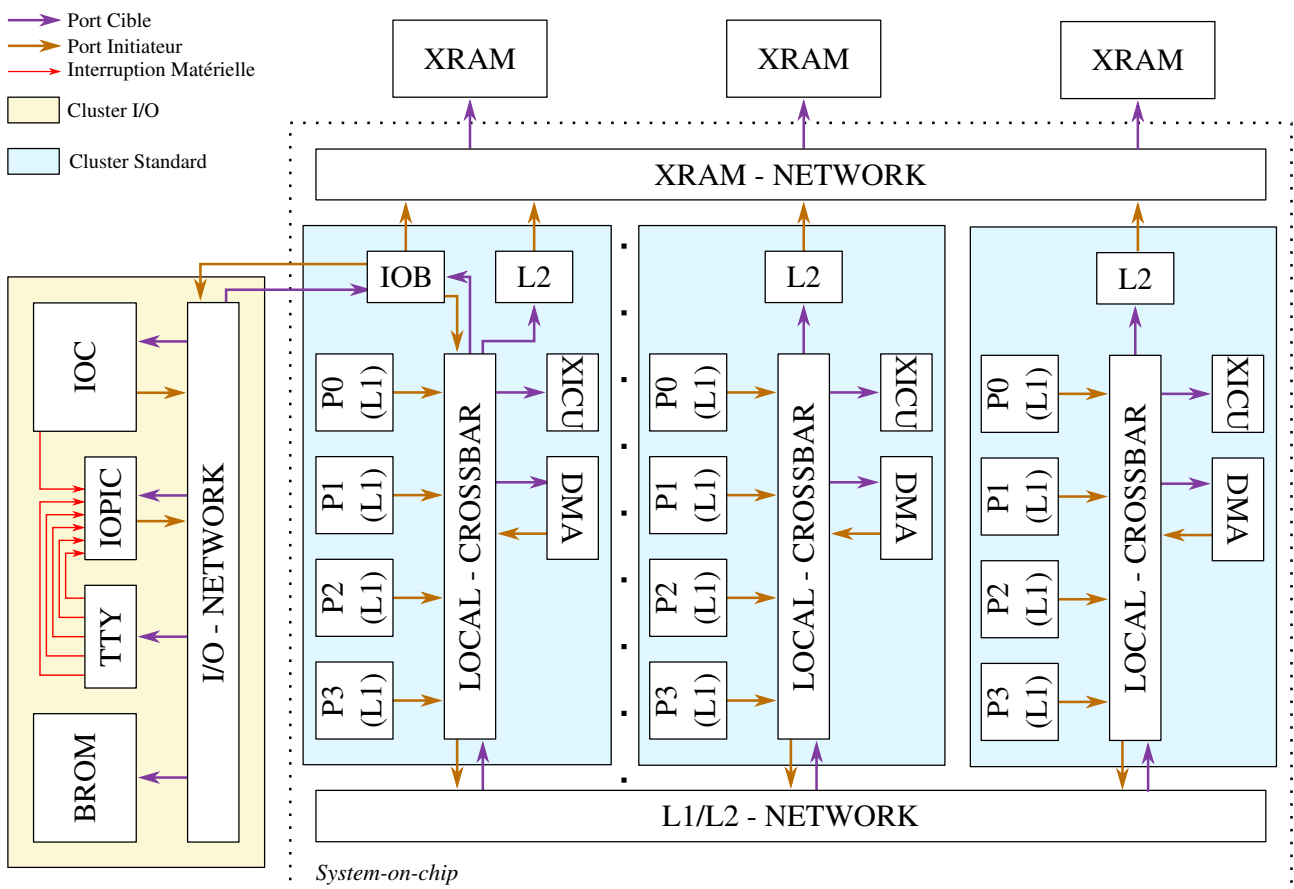 Port Cible
Port Initiateur
Interruption Matérielle
Cluster I/O
Cluster Standard
XRAM
XRAM
XRAM
XRAM - NETWORK
IOB
L2
L2
L2
IOC
IOPIC
TTY
BROM
I/O - NETWORK
P0
(L1)
P1
(L1)
P2
(L1)
P3
(L1)
LOCAL - CROSSBAR
XICU
DMA
P0
(L1)
P1
(L1)
P2
(L1)
P3
(L1)
LOCAL - CROSSBAR
XICU
DMA
P0
(L1)
P1
(L1)
P2
(L1)
P3
(L1)
LOCAL - CROSSBAR
XICU
DMA
L1/L2 - NETWORK
System-on-chip